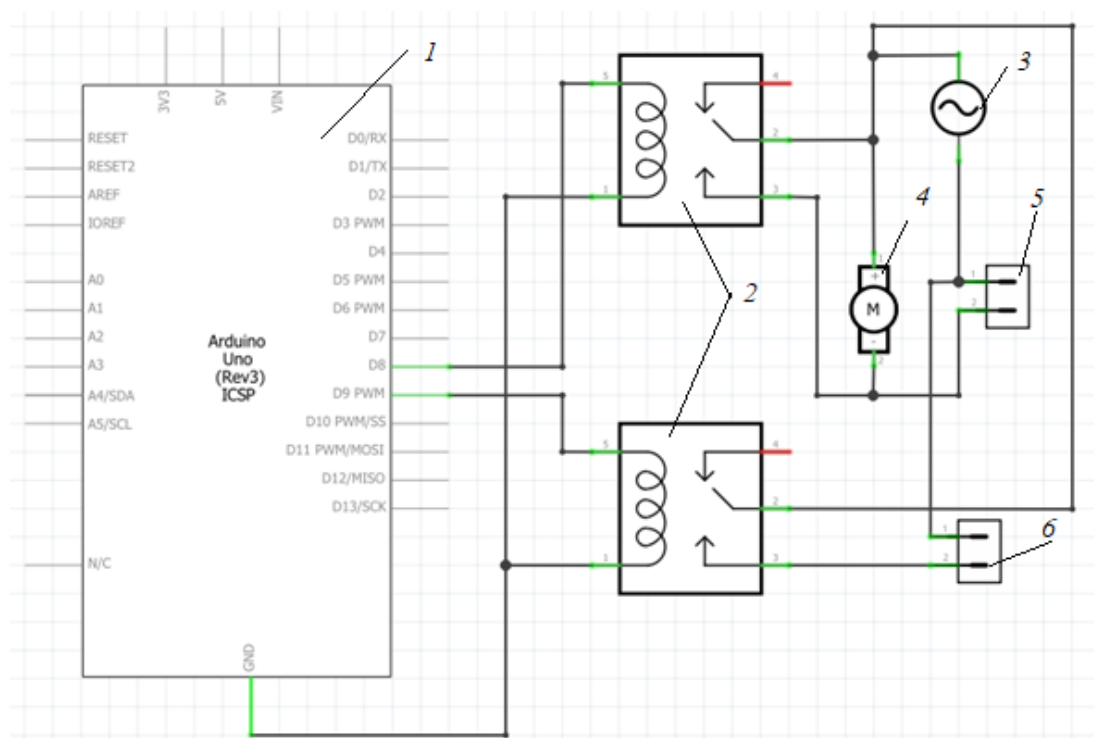 1
3V3
5V
VIN
RESET
RESET2
AREF
IOREF
A0
A1
A2
A3
A4/SDA
A5/SCL
N/C
D0/RX
D1/TX
D2
D3 PWM
D4
D5 PWM
D6 PWM
D7
D8
D9 PWM
D10 PWM/SS
D11 PWM/MOSI
D12/MISO
D13/SCK
Arduino
Uno
(Rev3)
ICSP
GND
5
1
4
2
3
2
5
1
4
2
3
3
4
1
+
M
-
2
5
1
2
6
1
2